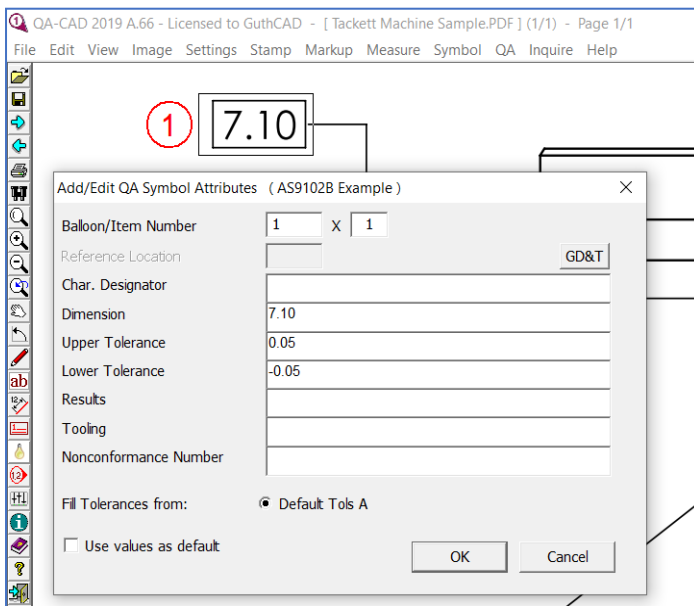 QA-CAD 2019 A.66 - Licensed to GuthCAD - [ Tackett Machine Sample.PDF ] (1/1) - Page 1/1
File Edit View Image Settings Stamp Markup Measure Symbol QA Inquire Help
1 7.10
Add/Edit QA Symbol Attributes ( AS9102B Example )
Balloon/Item Number 1 X 1
Reference Location GD&T
Char. Designator
Dimension 7.10
Upper Tolerance 0.05
Lower Tolerance -0.05
Results
Tooling
Nonconformance Number
Fill Tolerances from: Default Tols A
Use values as default OK Cancel
ab